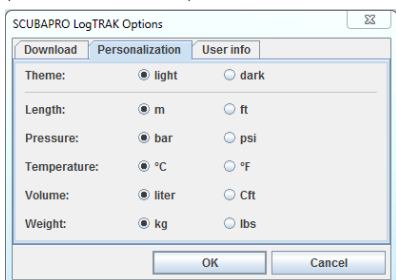 SCUBAPRO LogTRAK Options
Download Personalization User info
Theme: light dark
Length: m ft
Pressure: bar psi
Temperature: °C °F
Volume: liter Cft
Weight: kg lbs
OK Cancel